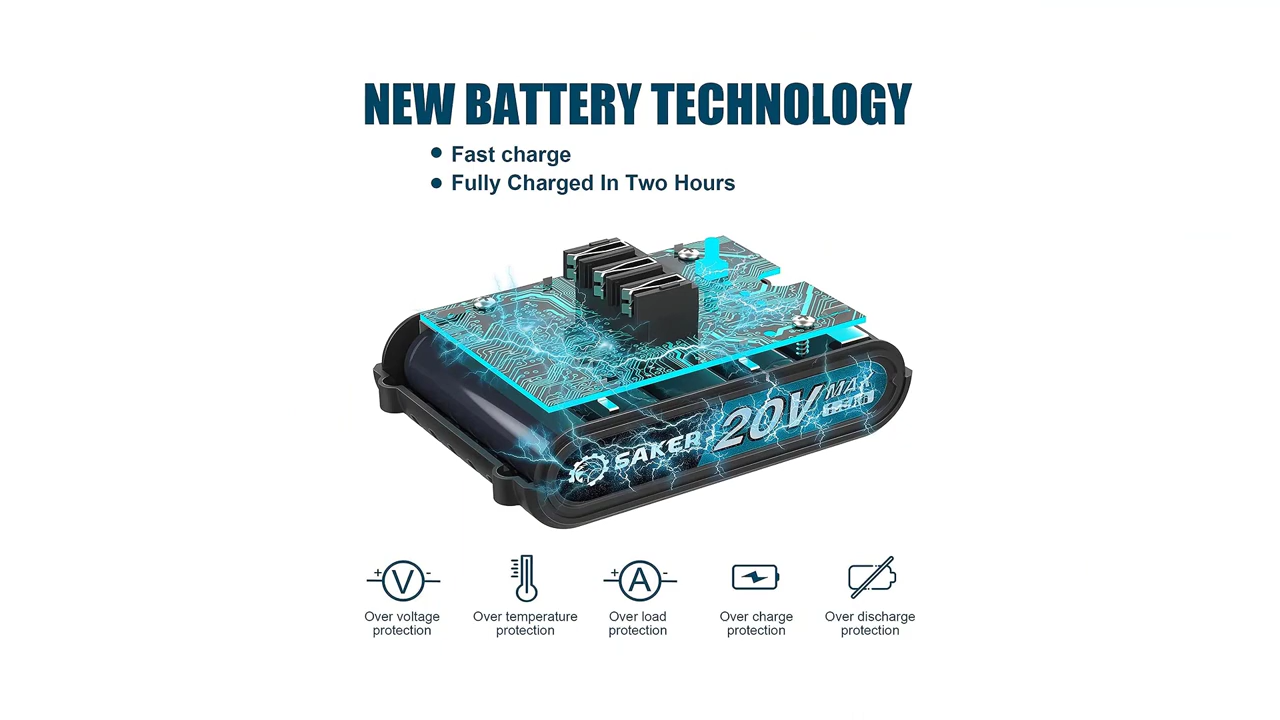 NEW BATTERY TECHNOLOGY
Fast charge
Fully Charged In Two Hours
SAKER
20V MAX
+ V -
+ A -
Over voltage protection
Over temperature protection
Over load protection
Over charge protection
Over discharge protection